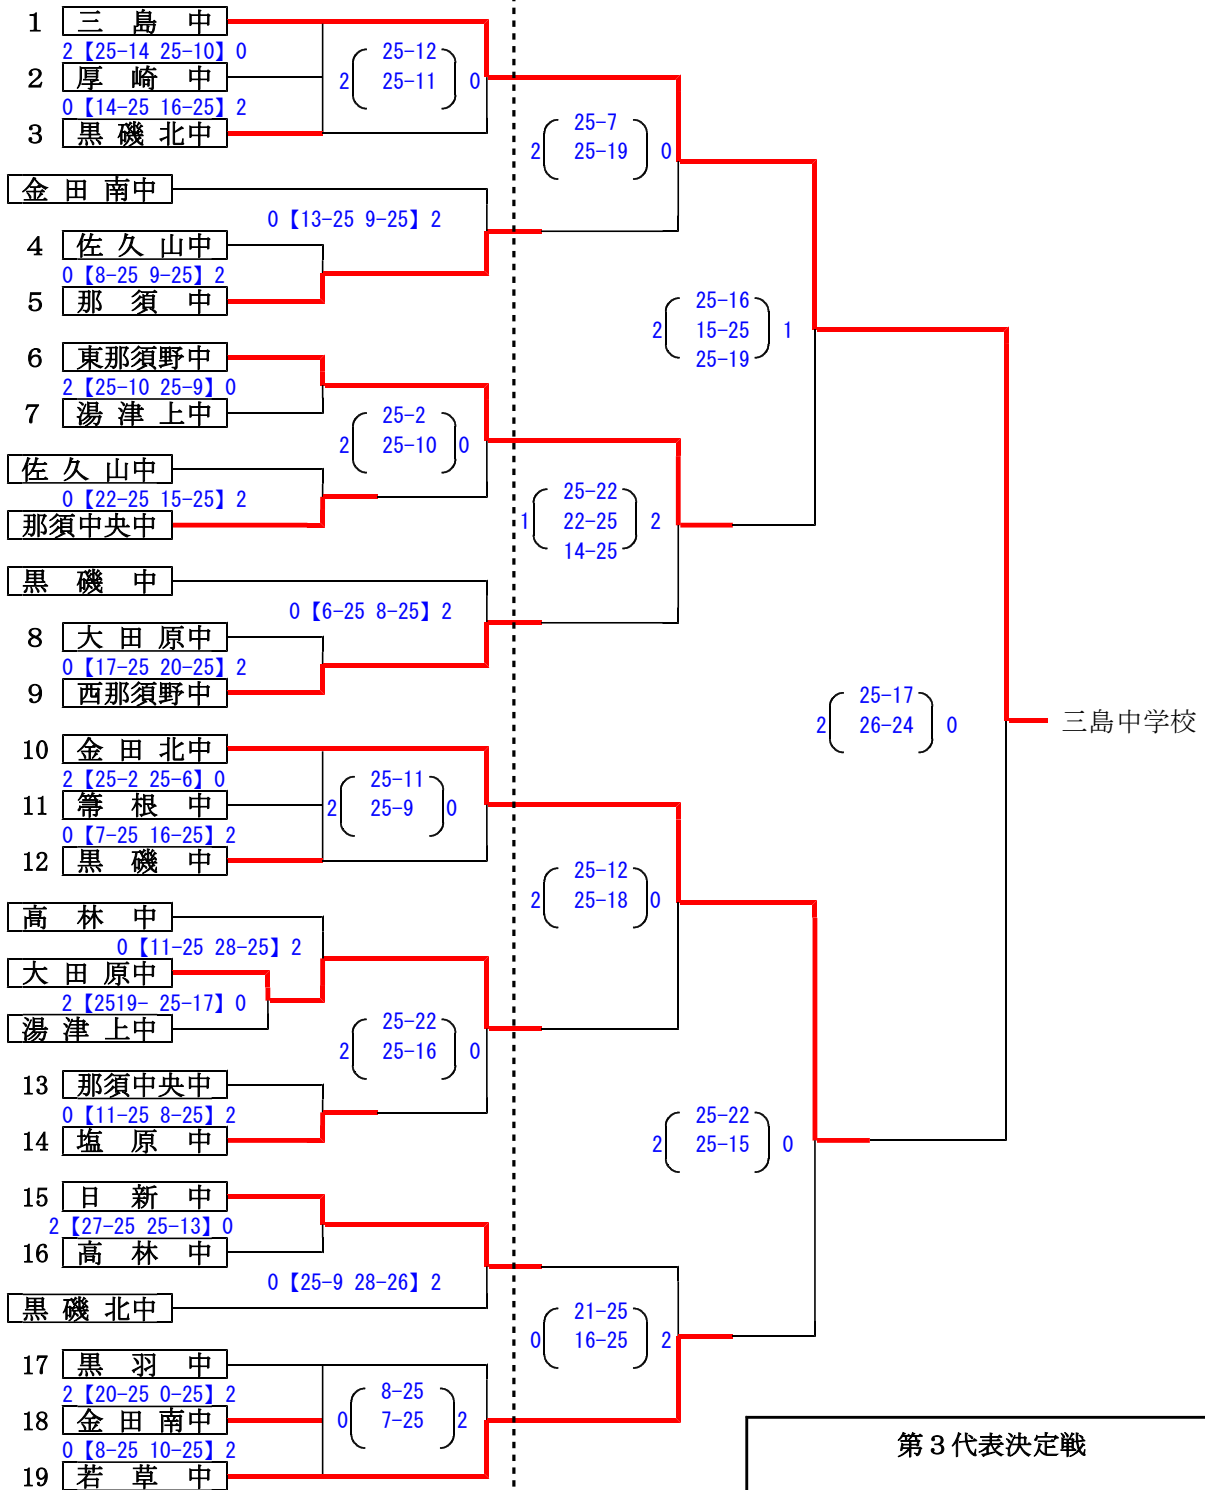 1 三島中
2【25-14 25-10】0
25-12
2 厚崎中
2 25-11 0
0【14-25 16-25】2
3 黒磯北中
25-7
2 25-19 0
金田南中
0【13-25 9-25】2
4 佐久山中
0【8-25 9-25】2
5 那須中
25-16
2 15-25 1
25-19
6 東那須野中
2【25-10 25-9】0
7 湯津上中
25-2
2 25-10 0
佐久山中
0【22-25 15-25】2
那須中央中
25-22
1 22-25 2
14-25
黒磯中
0【6-25 8-25】2
8 大田原中
0【17-25 20-25】2
9 西那須野中
25-17
2 26-24 0
三島中学校
10 金田北中
2【25-2 25-6】0
25-11
11 箒根中
2 25-9 0
0【7-25 16-25】2
12 黒磯中
25-12
2 25-18 0
高林中
0【11-25 28-25】2
大田原中
2【2519- 25-17】0
湯津上中
25-22
2 25-16 0
13 那須中央中
0【11-25 8-25】2
14 塩原中
25-22
2 25-15 0
15 日新中
2【27-25 25-13】0
16 高林中
0【25-9 28-26】2
黒磯北中
21-25
0 16-25 2
17 黒羽中
2【20-25 0-25】2
8-25
18 金田南中
0 7-25 2
0【8-25 10-25】2
19 若草中
第3代表決定戦